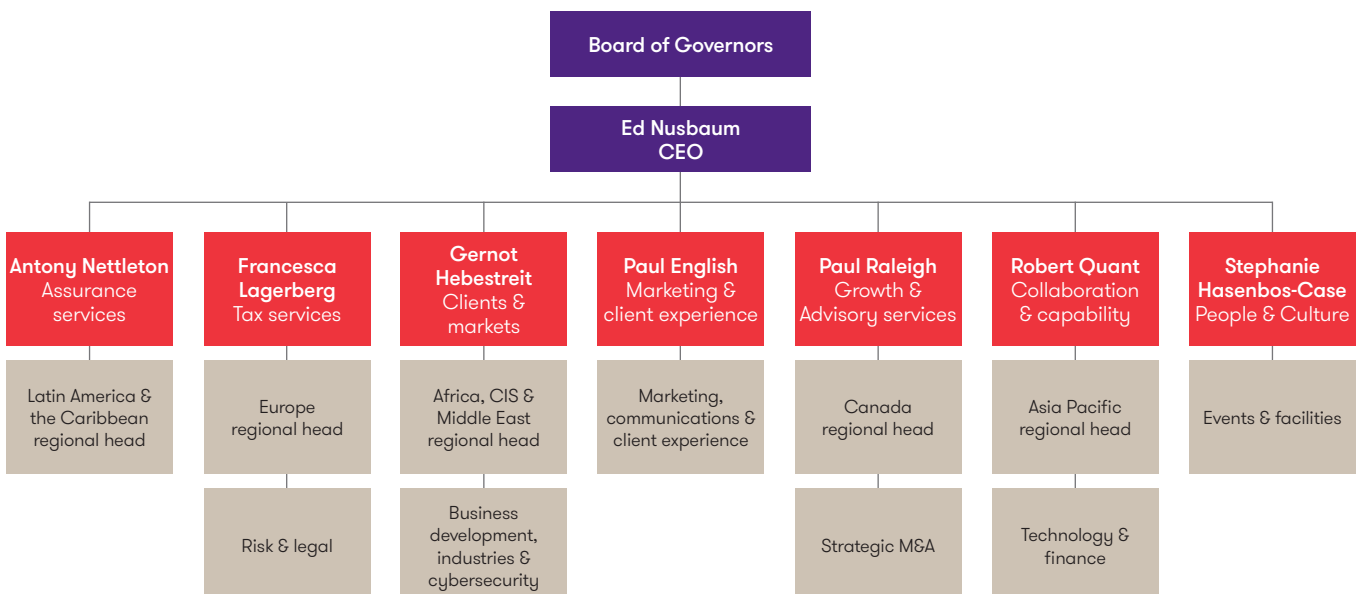 Board of Governors
Ed Nusbaum
CEO
Antony Nettleton
Assurance
services
Francesca
Lagerberg
Tax services
Gernot
Hebestreit
Clients &
markets
Paul English
Marketing &
client experience
Paul Raleigh
Growth &
Advisory services
Robert Quant
Collaboration
& capability
Stephanie
Hasenbos-Case
People & Culture
Latin America &
the Caribbean
regional head
Europe
regional head
Africa, CIS &
Middle East
regional head
Marketing,
communications &
client experience
Canada
regional head
Asia Pacific
regional head
Events & facilities
Risk & legal
Business
development,
industries &
cybersecurity
Strategic M&A
Technology &
finance